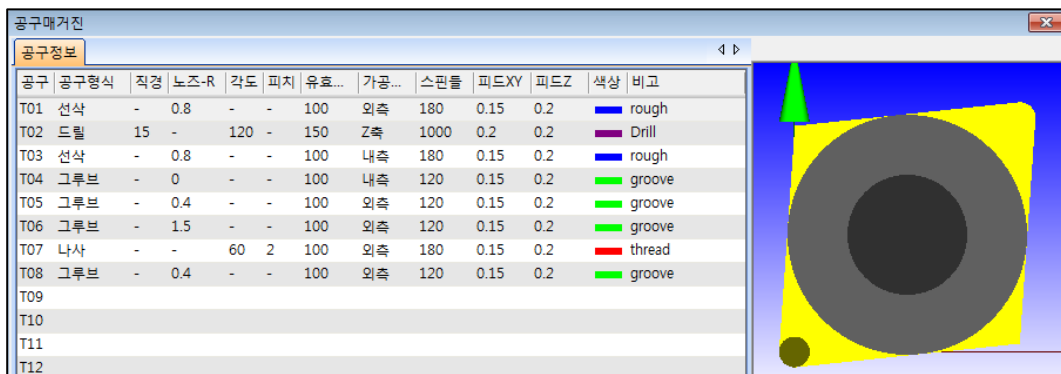 공구매거진
공구정보
공구 공구형식 직경 노즈-R 각도 피치 유효... 가공... 스핀들 피드XY 피드Z 색상 비고
T01 선삭 - 0.8 - - 100 외측 180 0.15 0.2 rough
T02 드릴 15 - 120 - 150 Z축 1000 0.2 0.2 Drill
T03 선삭 - 0.8 - - 100 내측 180 0.15 0.2 rough
T04 그루브 - 0 - - 100 내측 120 0.15 0.2 groove
T05 그루브 - 0.4 - - 100 외측 120 0.15 0.2 groove
T06 그루브 - 1.5 - - 100 외측 120 0.15 0.2 groove
T07 나사 - - 60 2 100 외측 180 0.15 0.2 thread
T08 그루브 - 0.4 - - 100 외측 120 0.15 0.2 groove
T09
T10
T11
T12